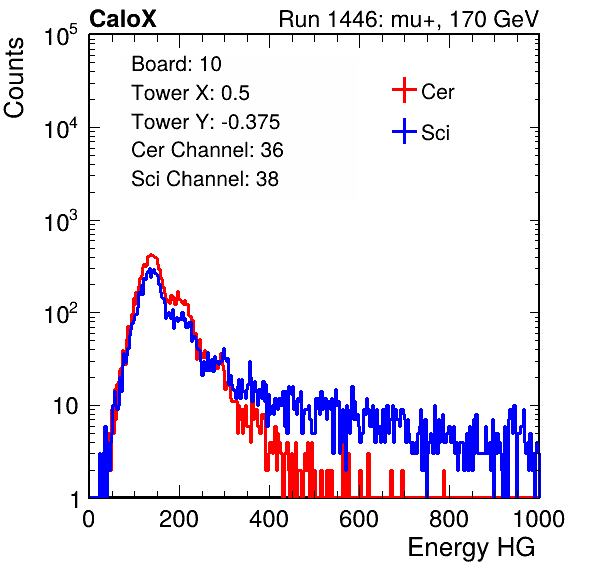 CaloX Run 1446: mu+, 170 GeV
Board: 10
Tower X: 0.5
Tower Y: -0.375
Cer Channel: 36
Sci Channel: 38
Cer
Sci
Counts
10^5
10^4
10^3
10^2
10
1
0 200 400 600 800 1000
Energy HG